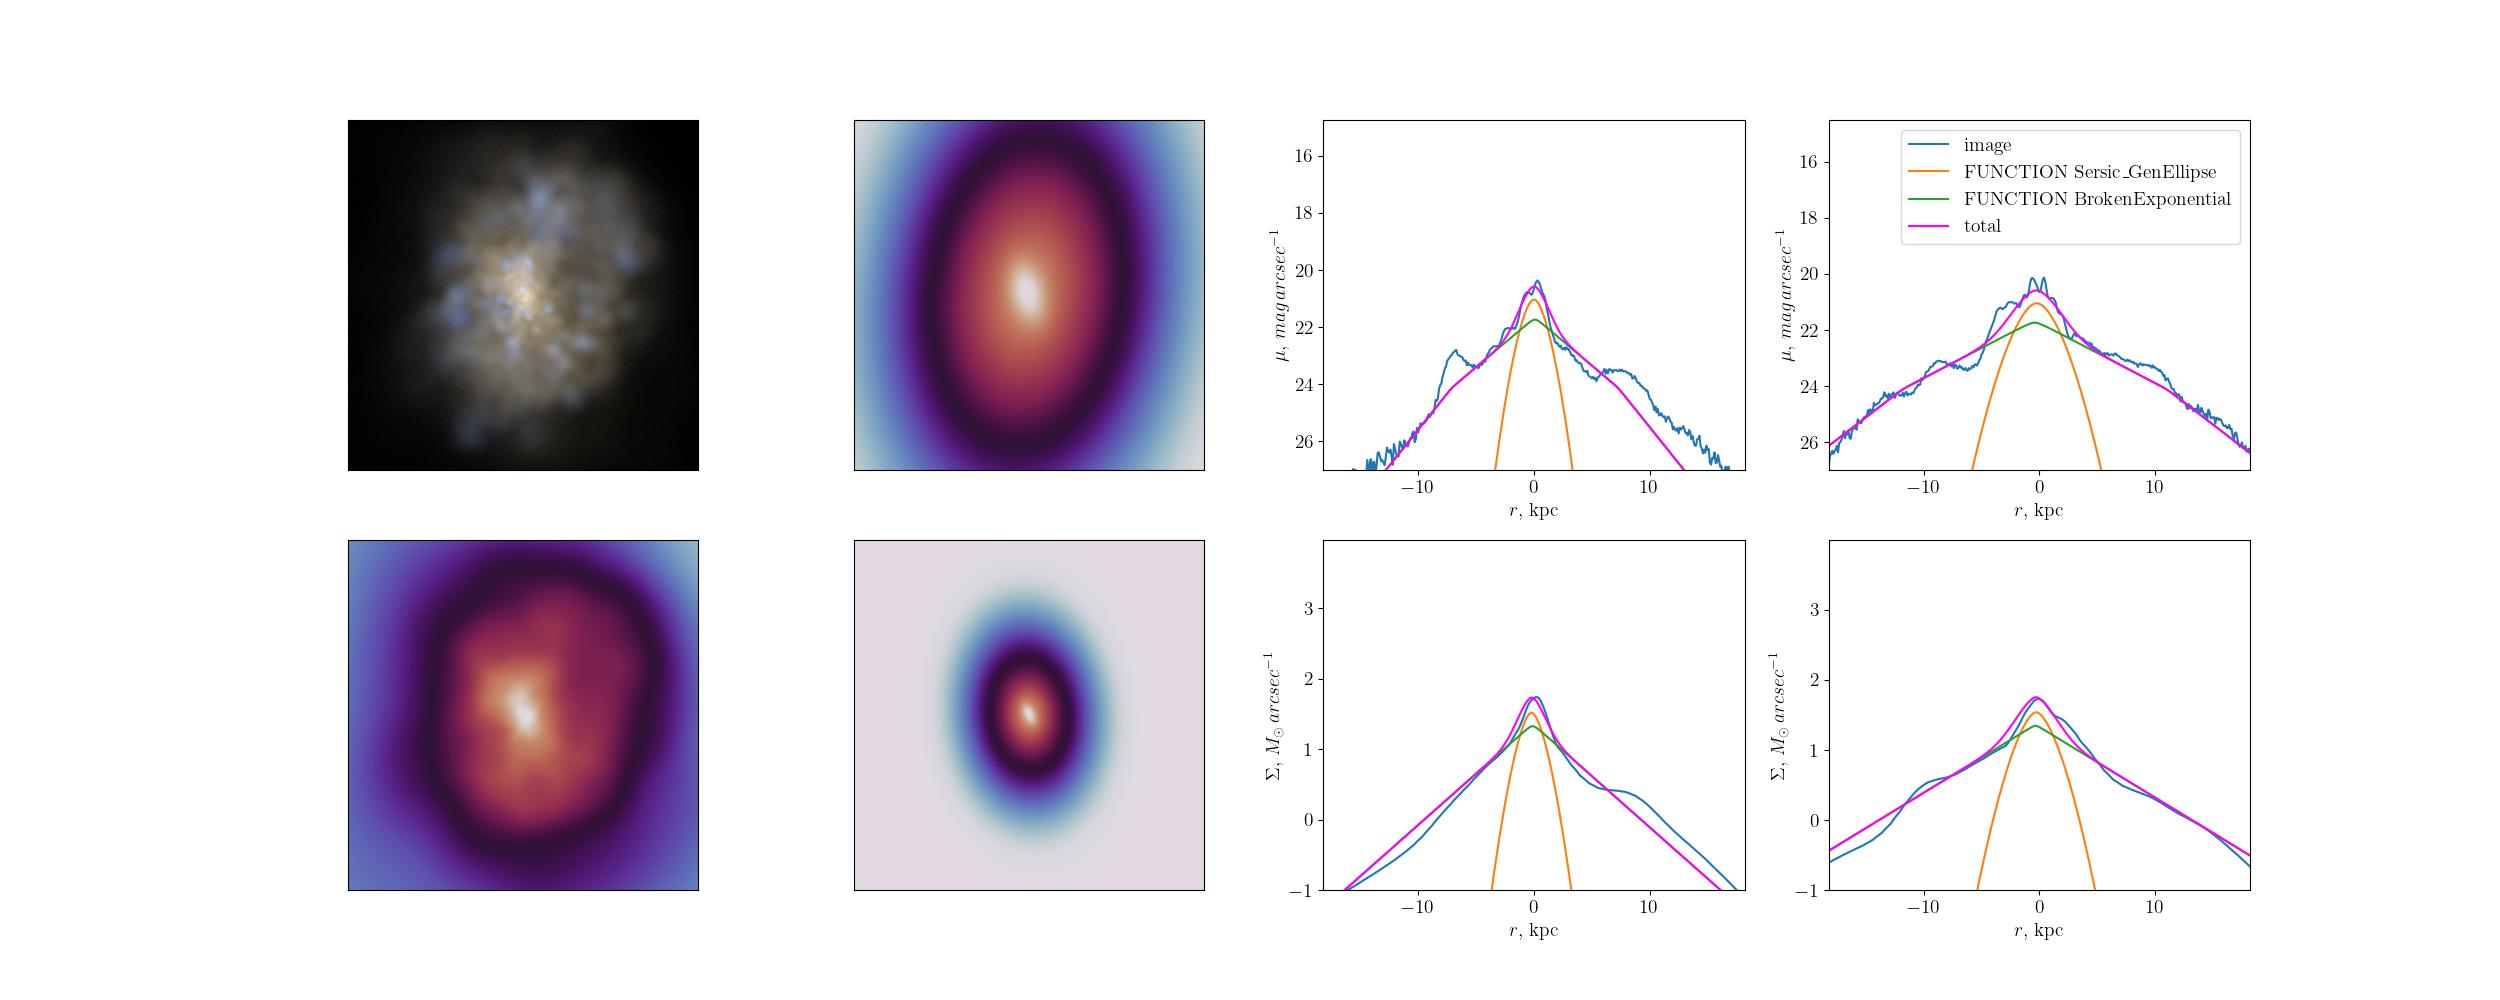 16
18
20
22
24
26
μ, mag arcsec⁻¹
−10 0 10
r, kpc
16
18
20
22
24
26
μ, mag arcsec⁻¹
image
FUNCTION Sersic_GenEllipse
FUNCTION BrokenExponential
total
−10 0 10
r, kpc
3
2
1
0
−1
Σ, M⊙ arcsec⁻¹
−10 0 10
r, kpc
3
2
1
0
−1
Σ, M⊙ arcsec⁻¹
−10 0 10
r, kpc